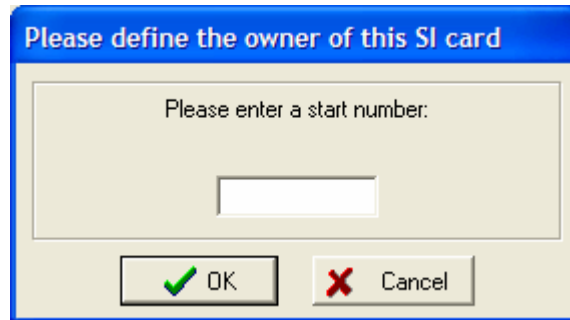 Please define the owner of this SI card
Please enter a start number:
OK
Cancel